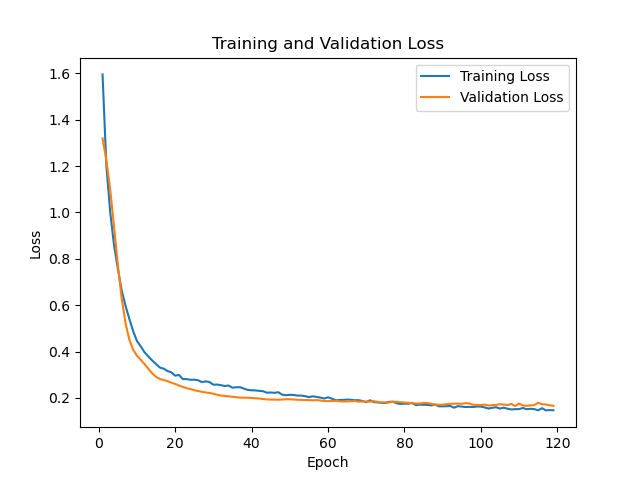 Training and Validation Loss
Training Loss
Validation Loss
1.6
1.4
1.2
1.0
0.8
0.6
0.4
0.2
Loss
0 20 40 60 80 100 120
Epoch